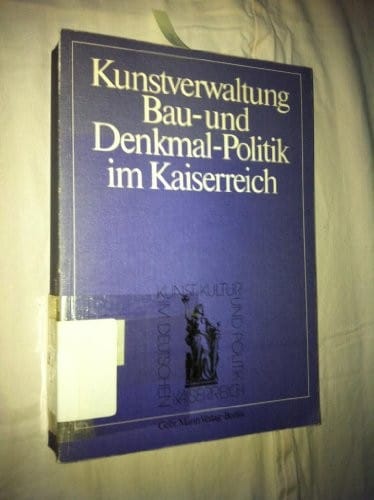 Kunstverwaltung
Bau- und
Denkmal-Politik
im Kaiserreich
KUNST, KULTUR
UND POLITIK
IM DEUTSCHEN
KAISERREICH
Gebr. Mann Verlag · Berlin